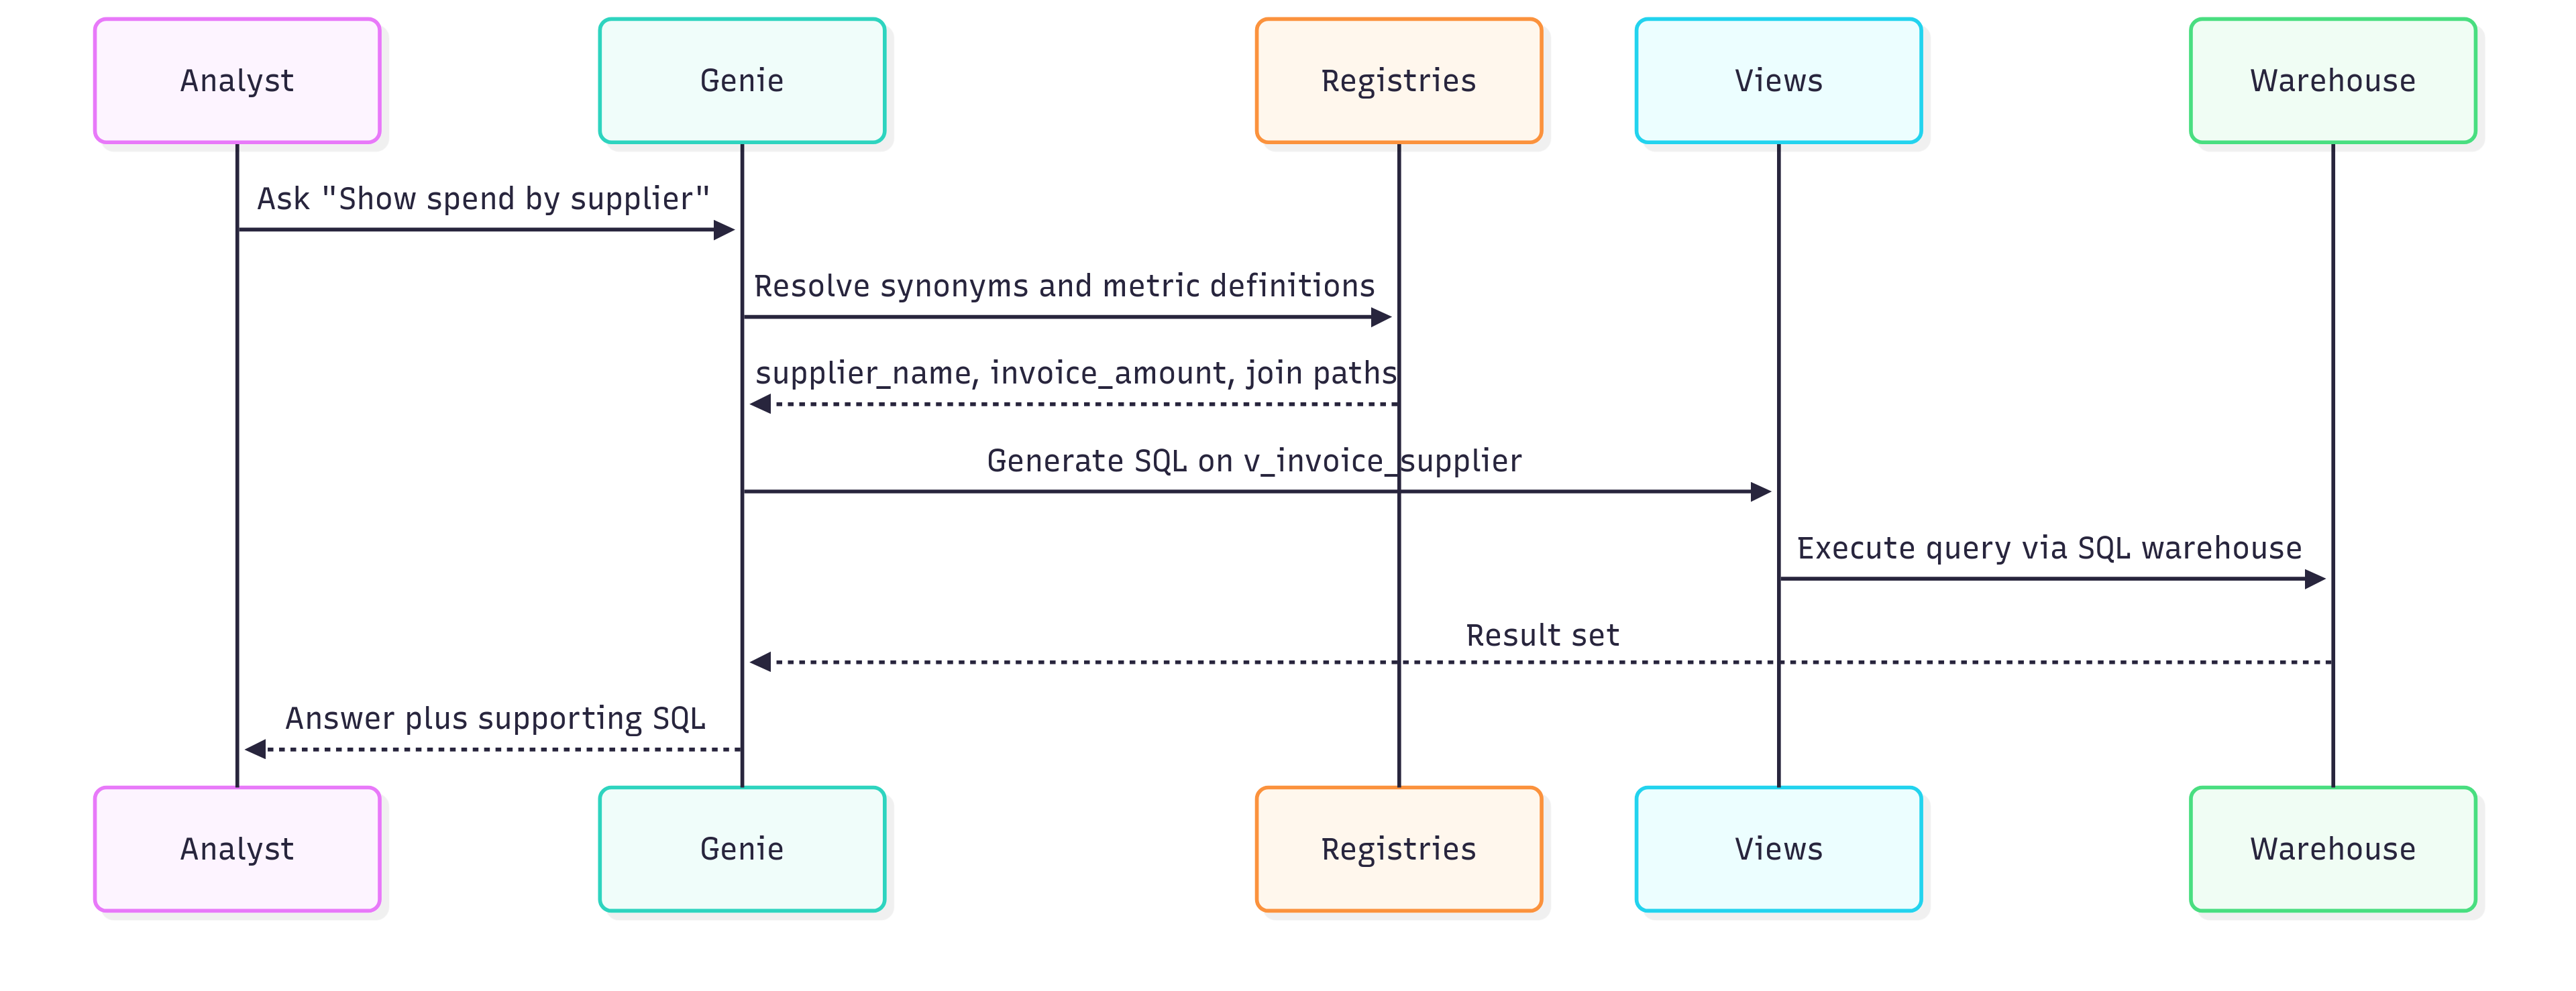 Analyst
Genie
Registries
Views
Warehouse
Ask "Show spend by supplier"
Resolve synonyms and metric definitions
supplier_name, invoice_amount, join paths
Generate SQL on v_invoice_supplier
Execute query via SQL warehouse
Result set
Answer plus supporting SQL
Analyst
Genie
Registries
Views
Warehouse